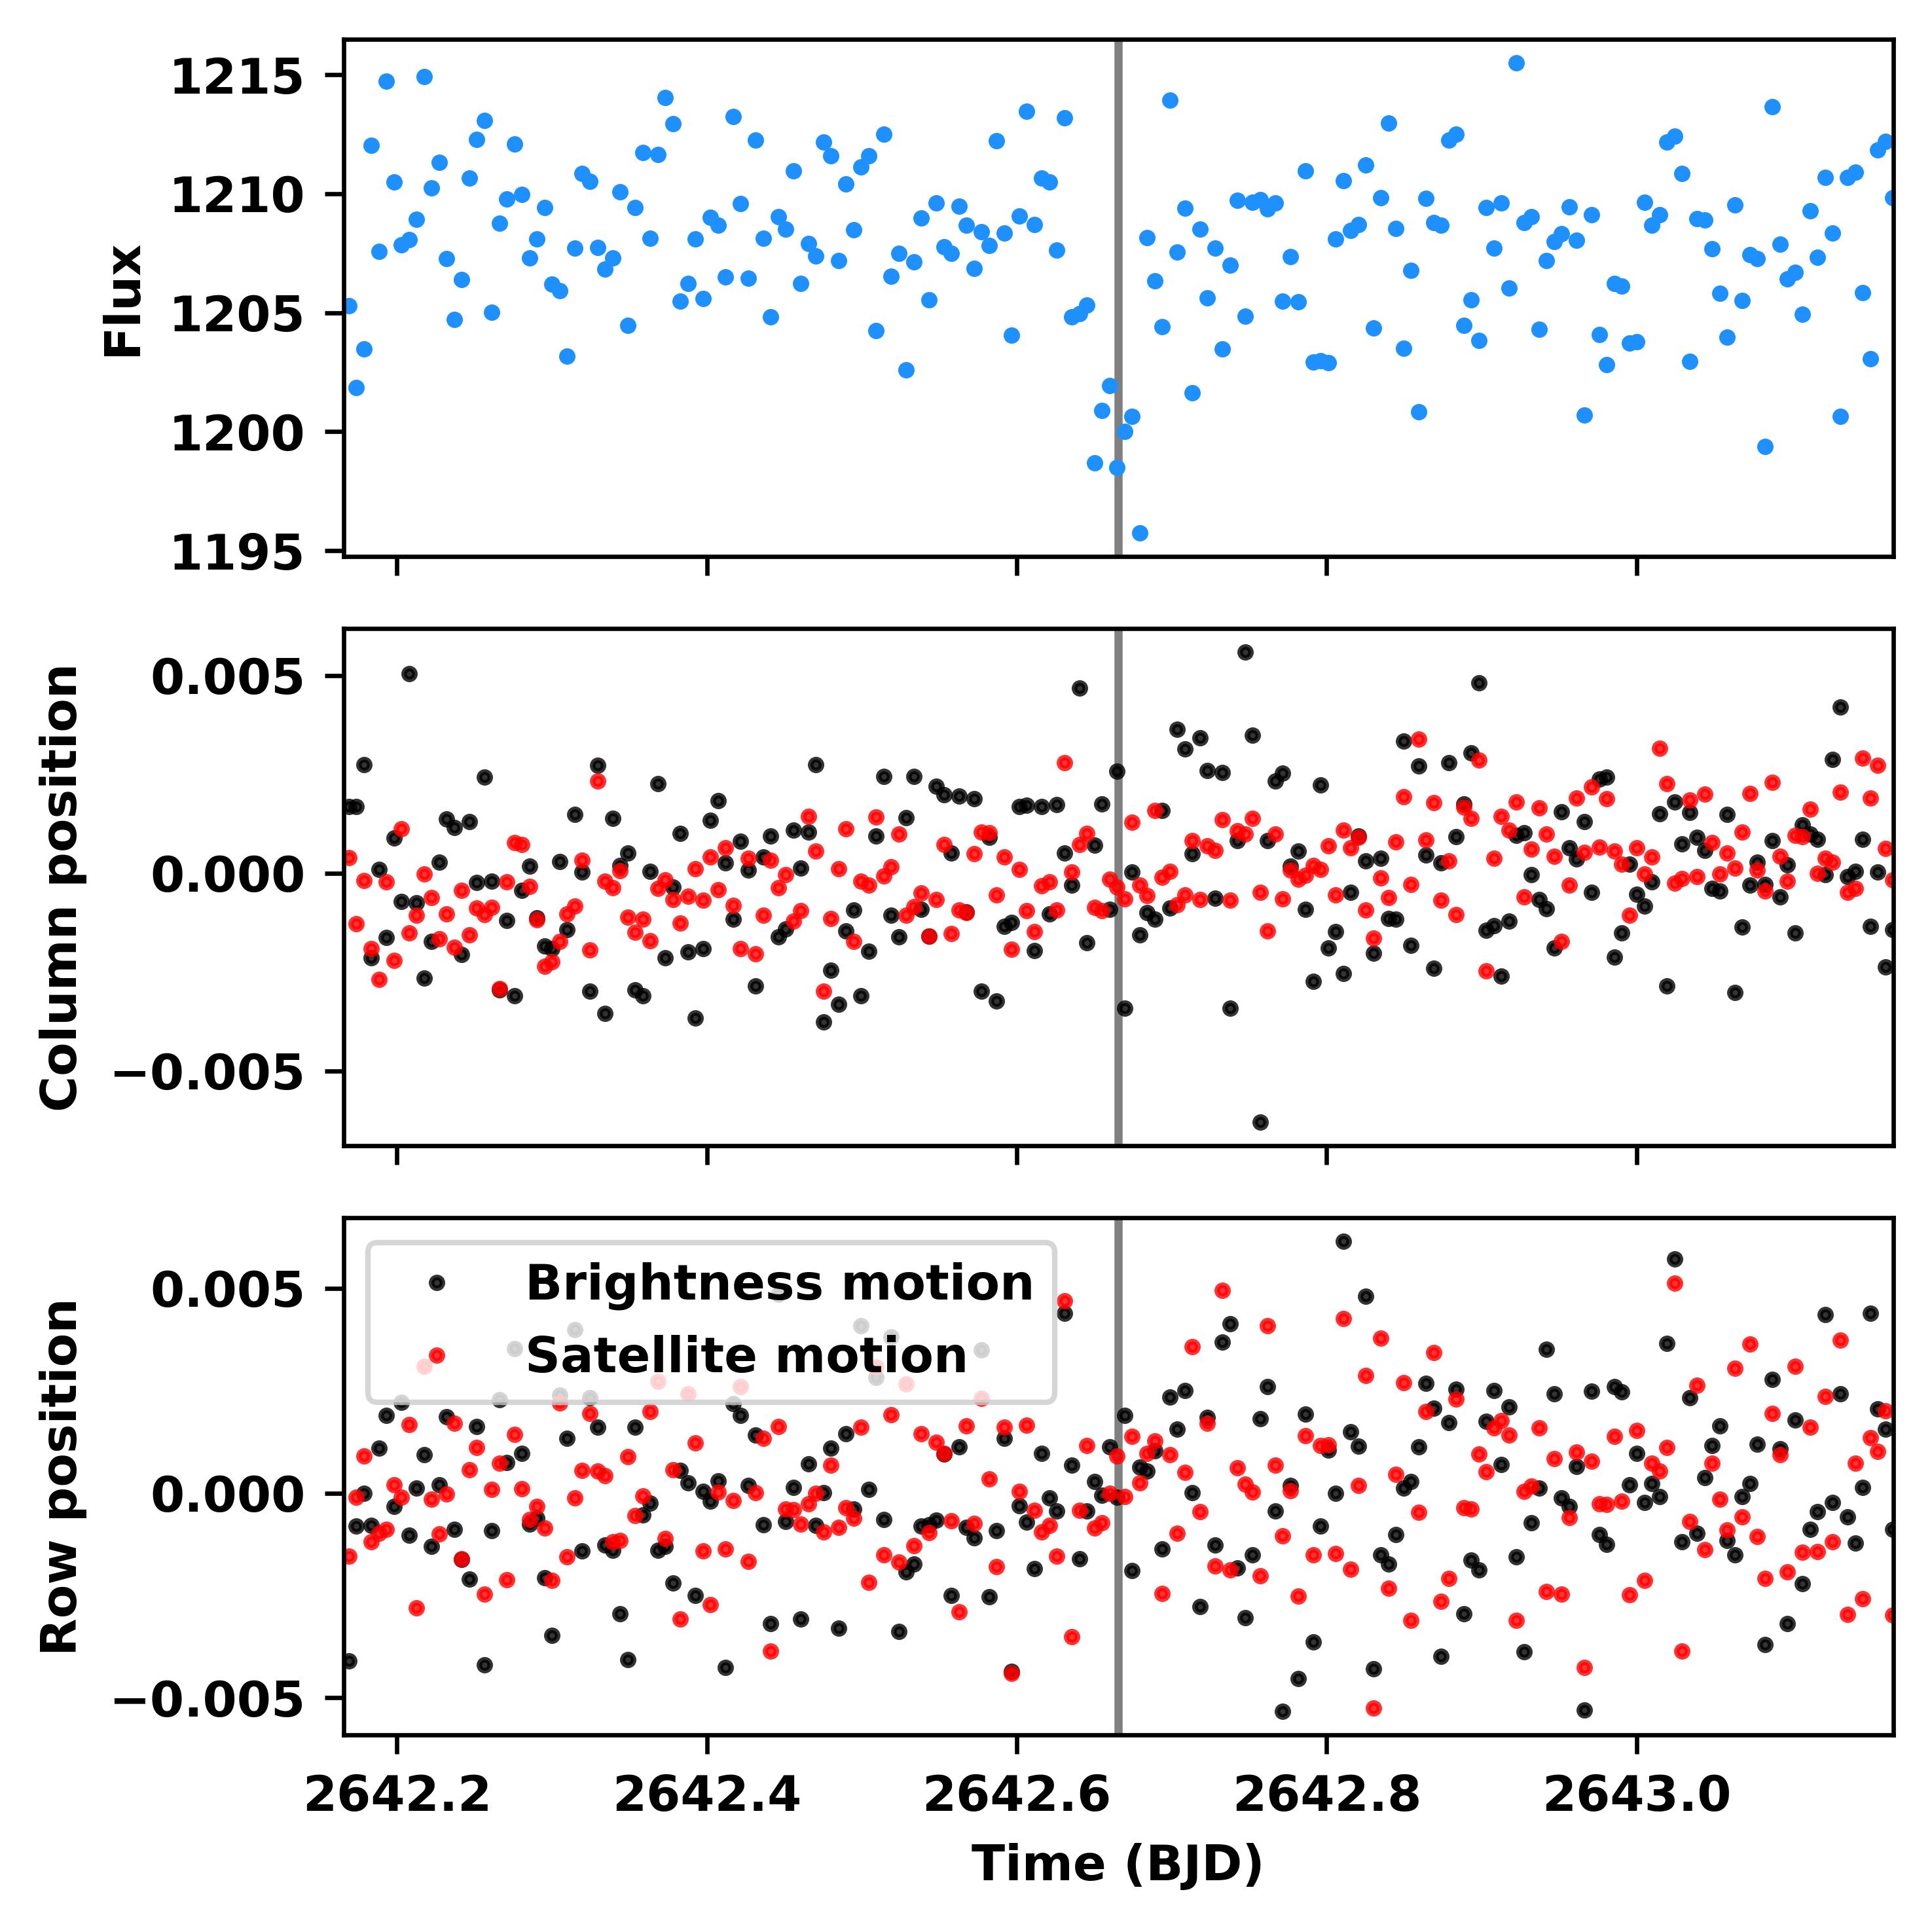 1215
1210
1205
1200
1195
Flux
0.005
0.000
−0.005
Column position
Brightness motion
Satellite motion
0.005
0.000
−0.005
Row position
2642.2 2642.4 2642.6 2642.8 2643.0
Time (BJD)